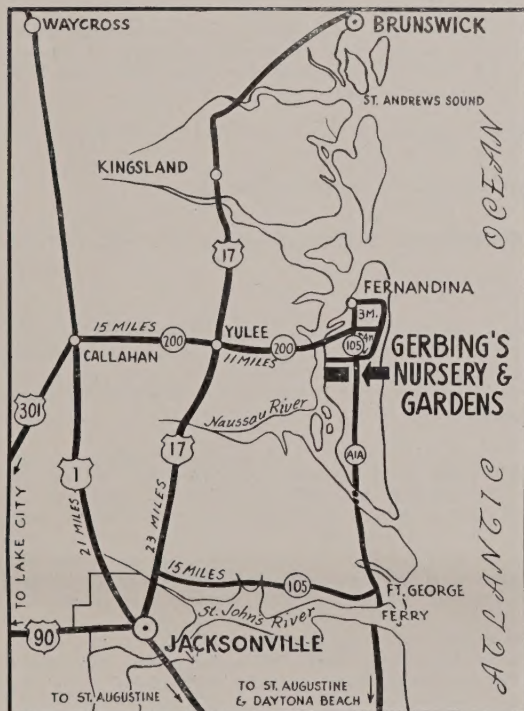 WAYCROSS
BRUNSWICK
ST. ANDREWS SOUND
KINGSLAND
OCEAN
17
FERNANDINA
3M.
15 MILES
200
YULEE
11 MILES
200
4M
105
CALLAHAN
GERBING'S
NURSERY &
GARDENS
301
Naussau River
17
A1A
1
TO LAKE CITY
21 MILES
23 MILES
15 MILES
105
FT. GEORGE
FERRY
St. Johns River
90
JACKSONVILLE
ATLANTIC
TO ST. AUGUSTINE
TO ST. AUGUSTINE
& DAYTONA BEACH